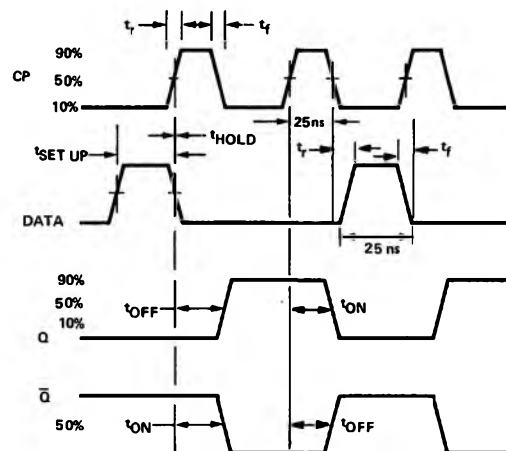 tr tf
90%
CP 50%
10%
tHOLD
25ns
tSET UP
tr tf
DATA
25 ns
90%
50%
tOFF tON
10%
Q
Q̅
50%
tON tOFF